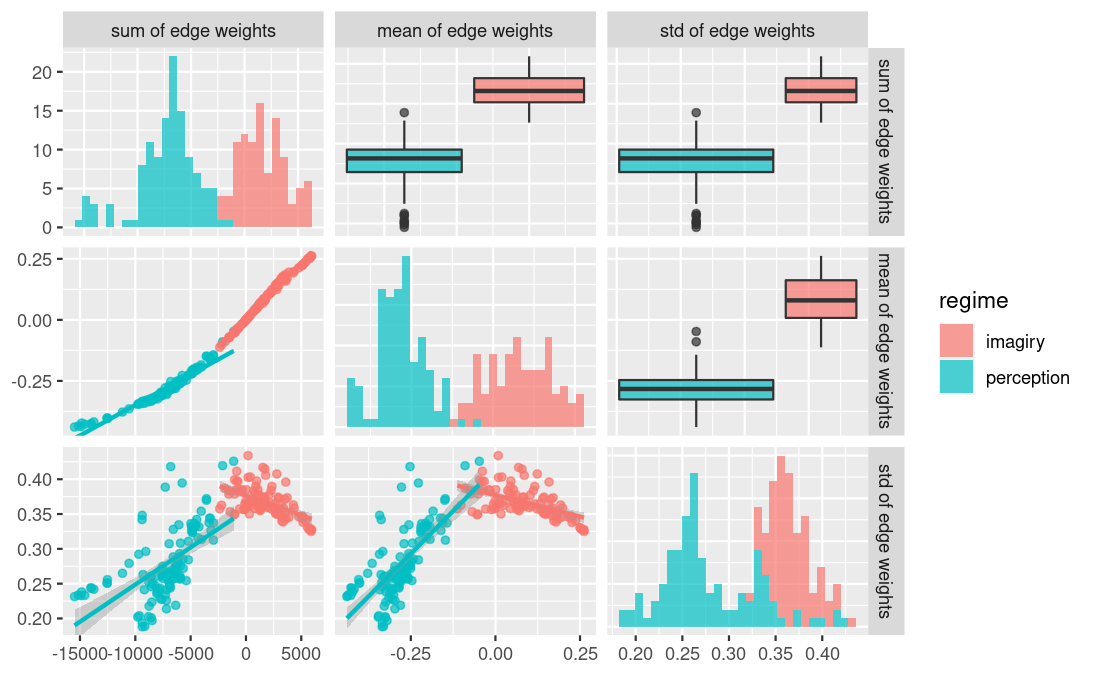 sum of edge weights mean of edge weights std of edge weights
20
15
10
5
0
sum of edge weights
0.25
0.00
-0.25
mean of edge weights
0.40
0.35
0.30
0.25
0.20
std of edge weights
-15000 -10000 -5000 0 5000
-0.25 0.00 0.25
0.20 0.25 0.30 0.35 0.40
regime
imagiry
perception